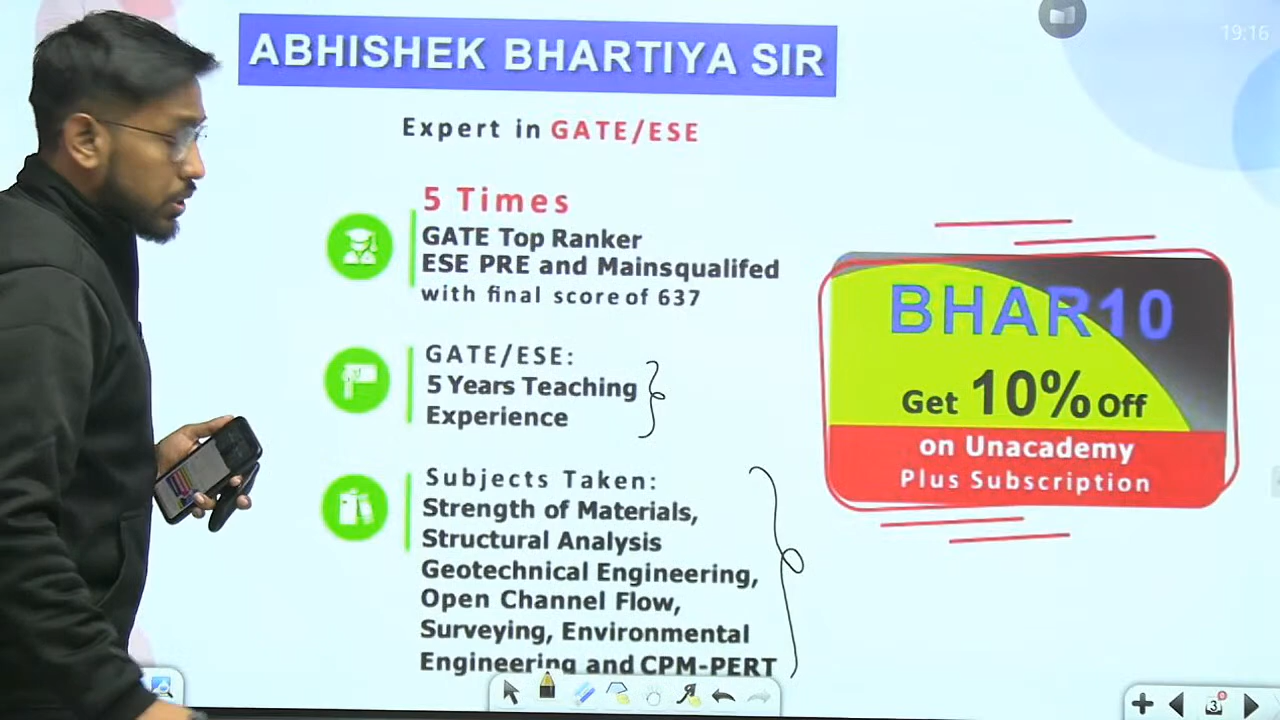 ABHISHEK BHARTIYA SIR
19:16
Expert in GATE/ESE
5 Times
GATE Top Ranker
ESE PRE and Mainsqualifed
with final score of 637
GATE/ESE:
5 Years Teaching
Experience
Subjects Taken:
Strength of Materials,
Structural Analysis
Geotechnical Engineering,
Open Channel Flow,
Surveying, Environmental
Engineering and CPM-PERT
BHAR10
Get 10% Off
on Unacademy
Plus Subscription
3